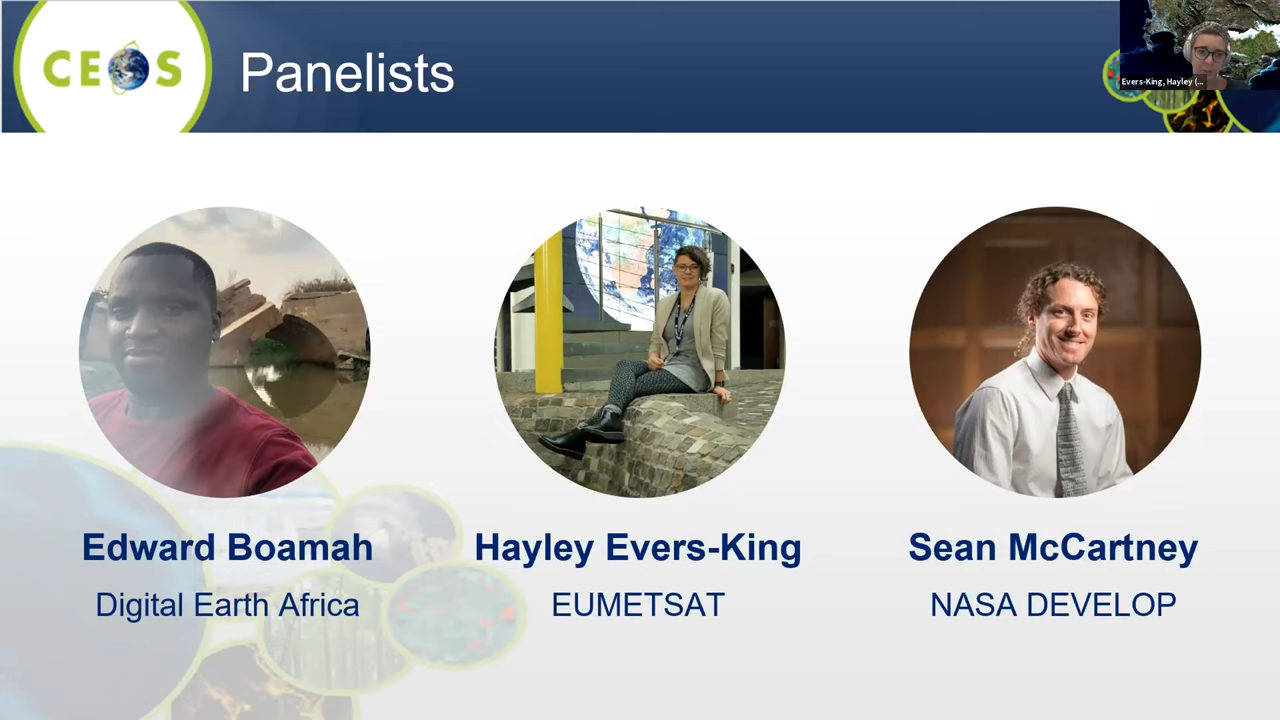 CEOS
Panelists
Evers-King, Hayley (...
Edward Boamah
Hayley Evers-King
Sean McCartney
Digital Earth Africa
EUMETSAT
NASA DEVELOP